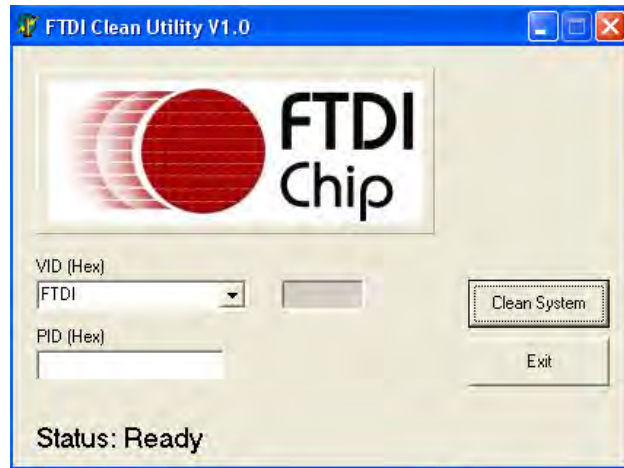 FTDI Clean Utility V1.0
FTDI
Chip
VID (Hex)
FTDI
Clean System
PID (Hex)
Exit
Status: Ready